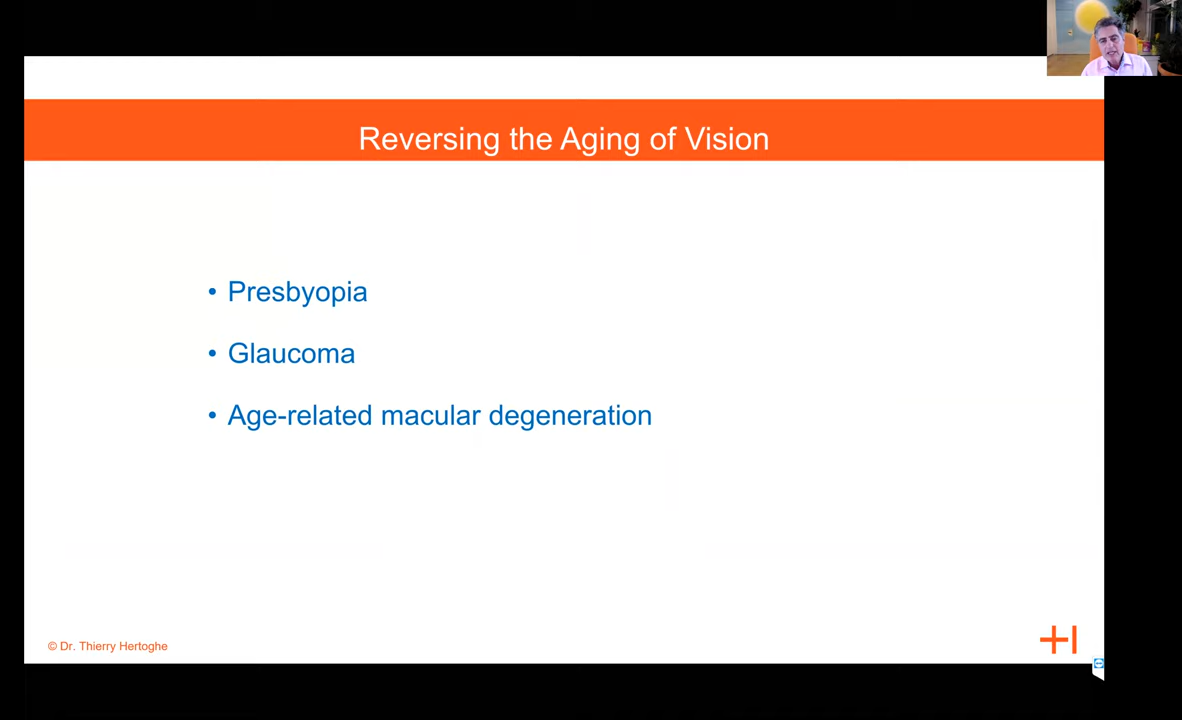 Reversing the Aging of Vision
• Presbyopia
• Glaucoma
• Age-related macular degeneration
© Dr. Thierry Hertoghe